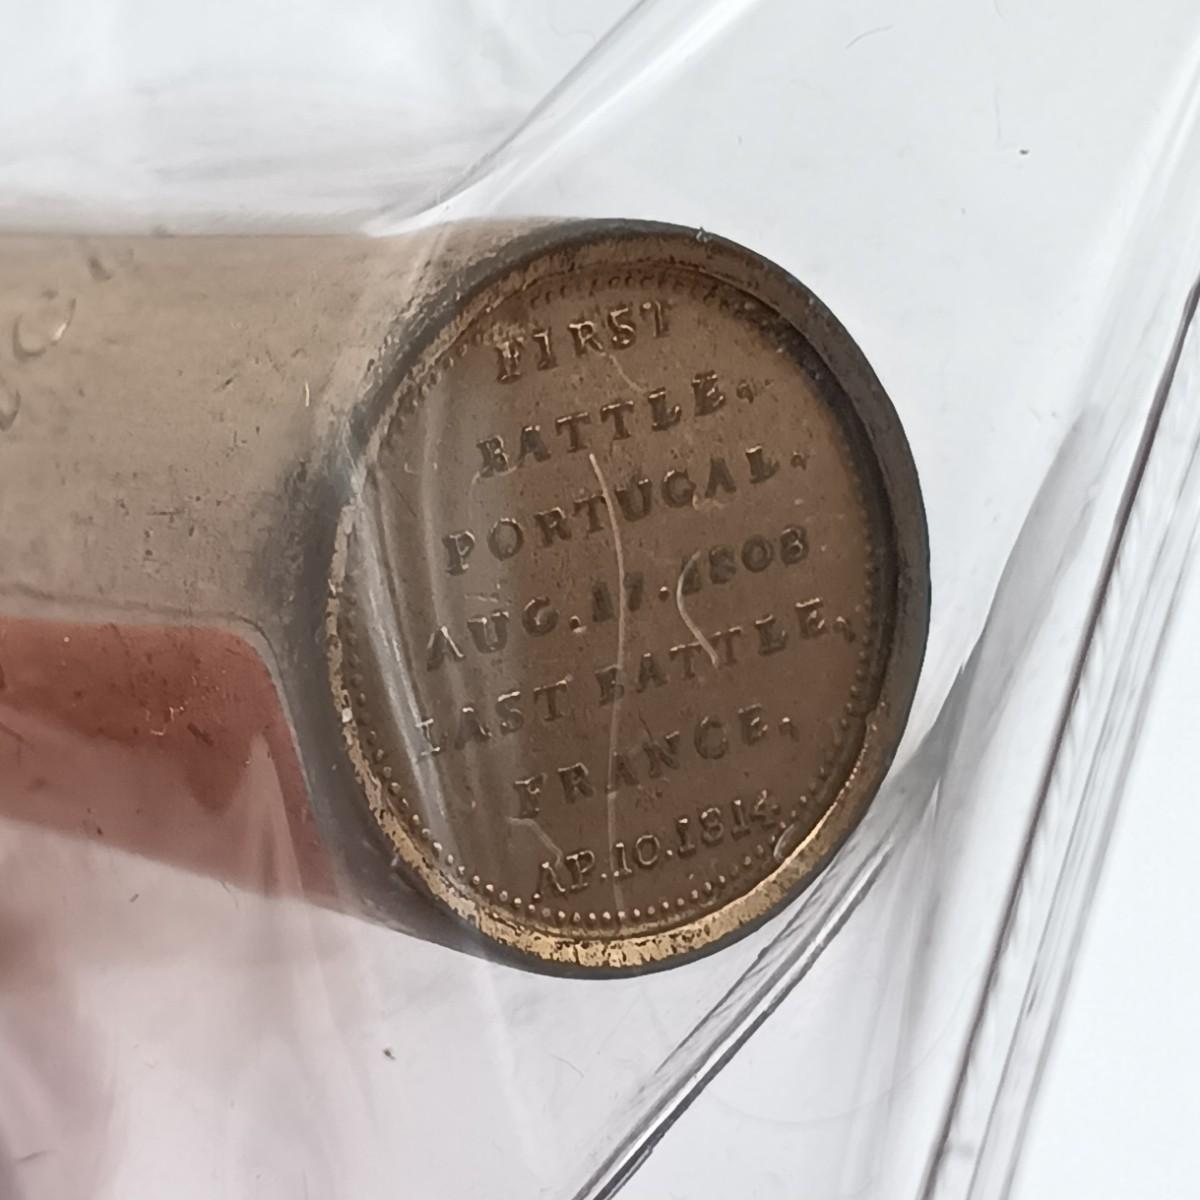 FIRST
BATTLE,
PORTUGAL.
AUG.17.1808
LAST BATTLE,
FRANCE,
AP.10.1814